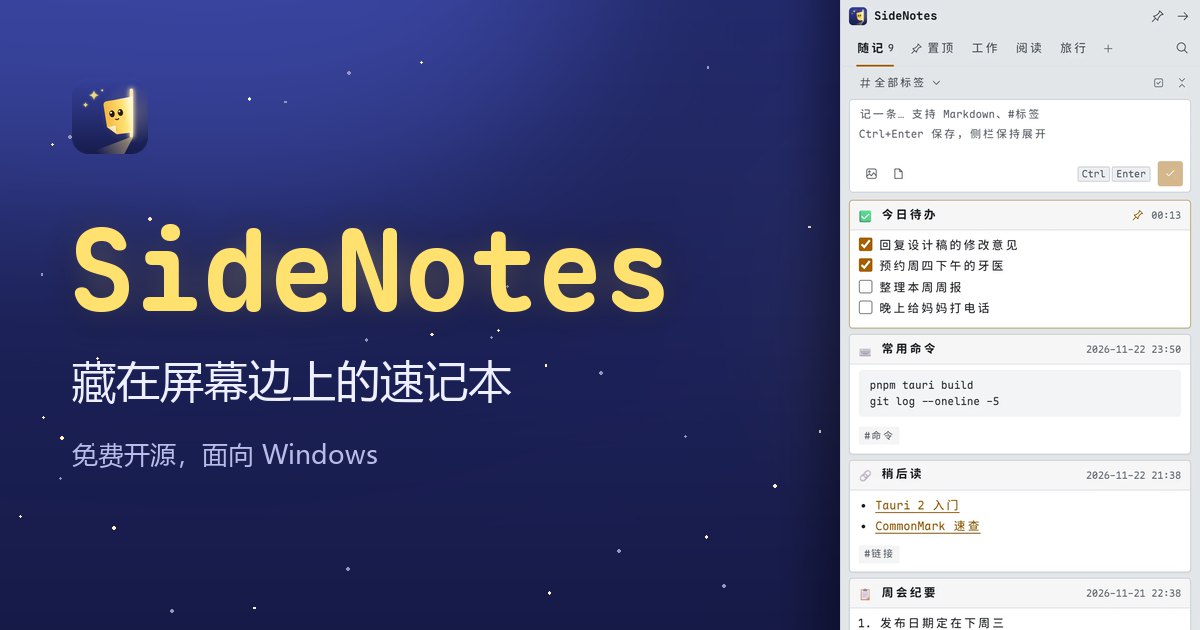 SideNotes
藏在屏幕边上的速记本
免费开源，面向 Windows
SideNotes
随记 9 置顶 工作 阅读 旅行 +
# 全部标签
记一条… 支持 Markdown、#标签
Ctrl+Enter 保存，侧栏保持展开
Ctrl Enter
今日待办 00:13
回复设计稿的修改意见
预约周四下午的牙医
整理本周周报
晚上给妈妈打电话
常用命令 2026-11-22 23:50
pnpm tauri build
git log --oneline -5
#命令
稍后读 2026-11-22 21:38
• Tauri 2 入门
• CommonMark 速查
#链接
周会纪要 2026-11-21 22:38
1. 发布日期定在下周三